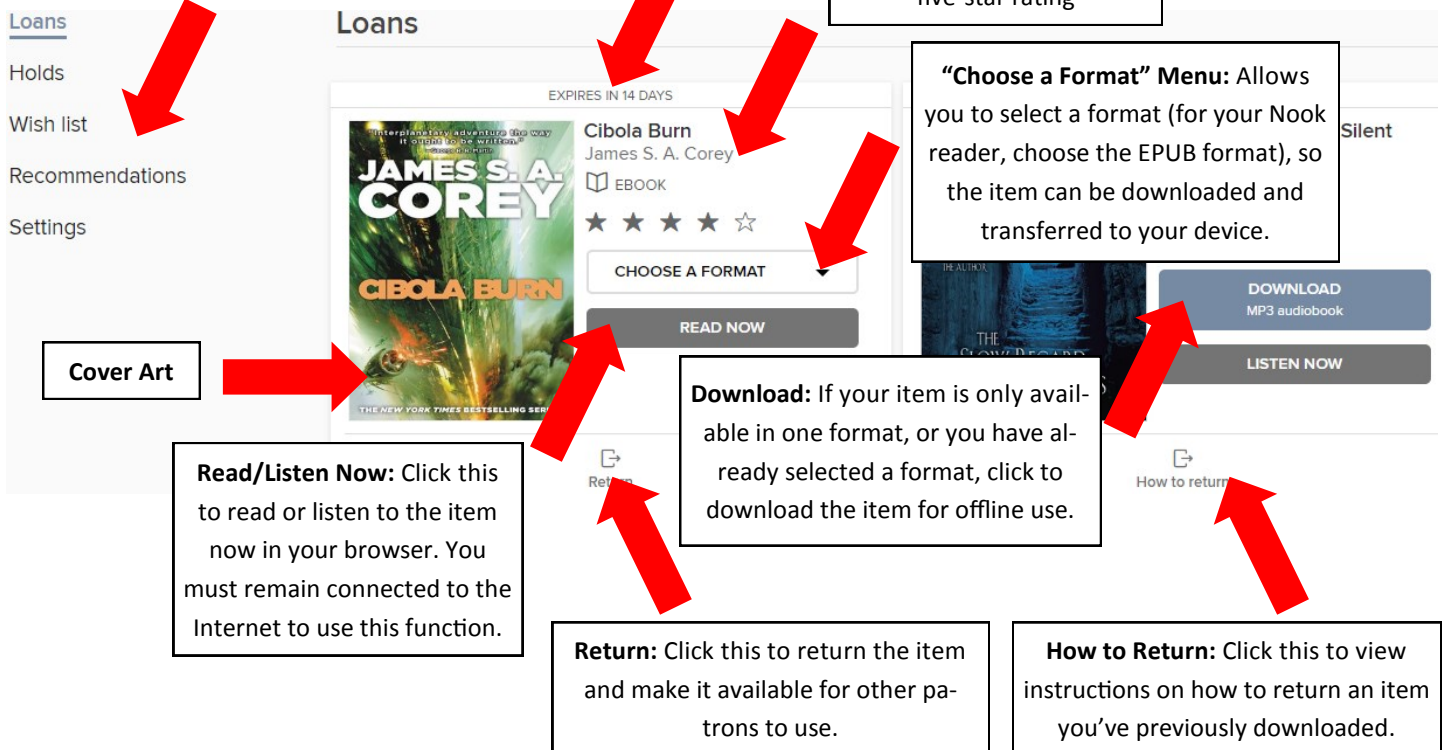 five-star rating
Loans
Holds
Wish list
Recommendations
Settings
Loans
EXPIRES IN 14 DAYS
"Interplanetary adventure the way
it ought to be written."
JAMES S. A.
COREY
CIBOLA BURN
THE NEW YORK TIMES BESTSELLING SERI
Cibola Burn
James S. A. Corey
EBOOK
CHOOSE A FORMAT
READ NOW
Return
"Choose a Format" Menu: Allows
you to select a format (for your Nook
reader, choose the EPUB format), so
the item can be downloaded and
transferred to your device.
Silent
THE AUTHOR
THE
SLOW REGARD
DOWNLOAD
MP3 audiobook
LISTEN NOW
How to return
Cover Art
Read/Listen Now: Click this
to read or listen to the item
now in your browser. You
must remain connected to the
Internet to use this function.
Download: If your item is only avail-
able in one format, or you have al-
ready selected a format, click to
download the item for offline use.
Return: Click this to return the item
and make it available for other pa-
trons to use.
How to Return: Click this to view
instructions on how to return an item
you've previously downloaded.